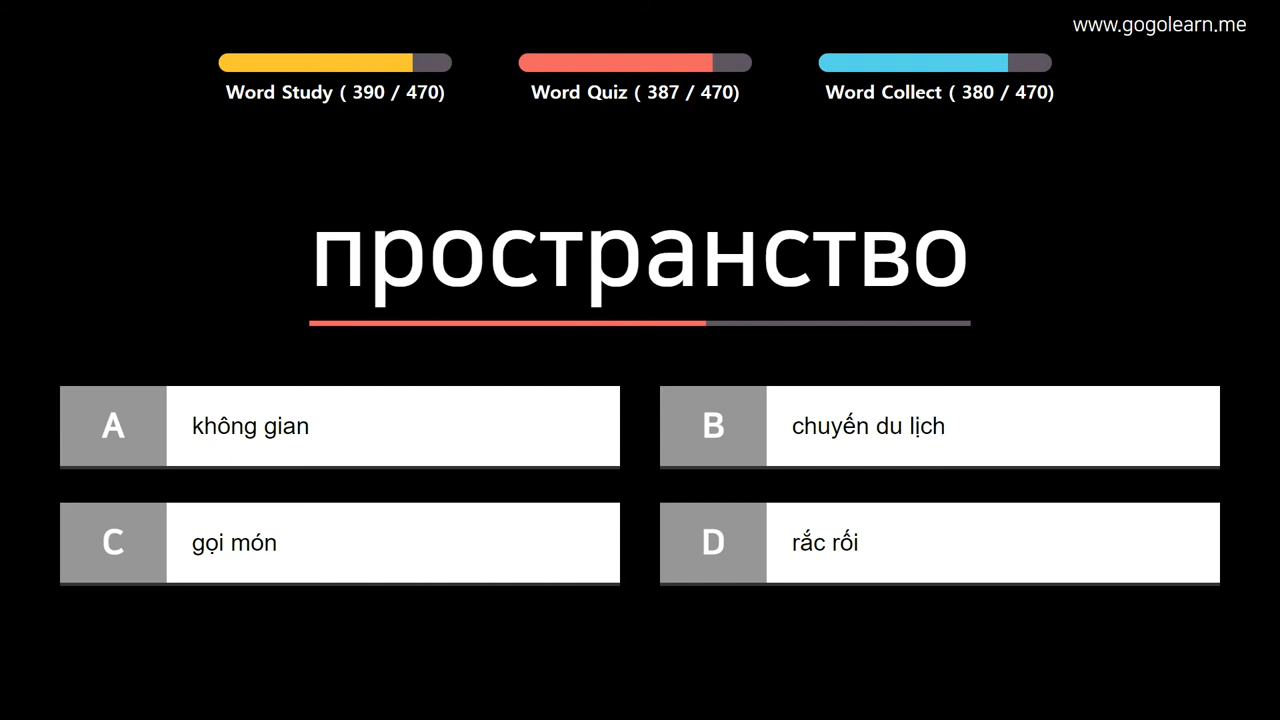 www.gogolearn.me
Word Study ( 390 / 470)
Word Quiz ( 387 / 470)
Word Collect ( 380 / 470)
пространство
A
không gian
B
chuyến du lịch
C
gọi món
D
rắc rối